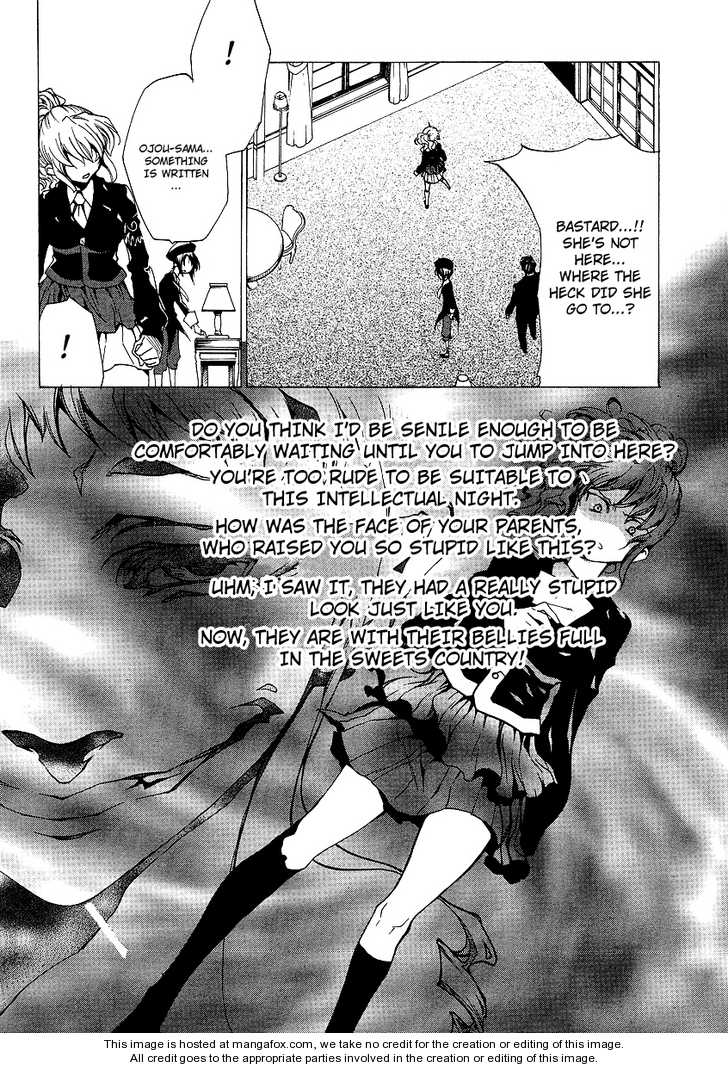 BASTARD...!!
SHE'S NOT
HERE...
WHERE THE
HECK DID SHE
GO TO...?
!
OJOU-SAMA...
SOMETHING
IS WRITTEN
...
!
DO YOU THINK I'D BE SENILE ENOUGH TO BE
COMFORTABLY WAITING UNTIL YOU TO JUMP INTO HERE?
YOU'RE TOO RUDE TO BE SUITABLE TO
THIS INTELLECTUAL NIGHT.
HOW WAS THE FACE OF YOUR PARENTS,
WHO RAISED YOU SO STUPID LIKE THIS?
UHM, I SAW IT, THEY HAD A REALLY STUPID
LOOK JUST LIKE YOU.
NOW, THEY ARE WITH THEIR BELLIES FULL
IN THE SWEETS COUNTRY!
This image is hosted at mangafox.com, we take no credit for the creation or editing of this image.
All credit goes to the appropriate parties involved in the creation or editing of this image.